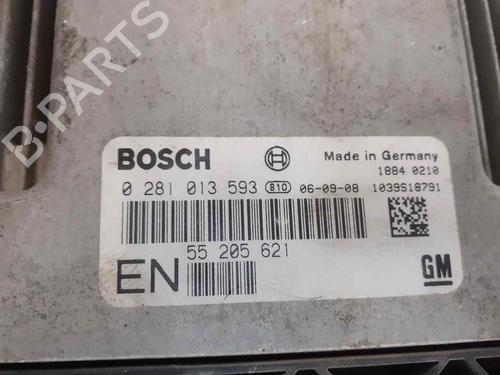 B-PARTS
BOSCH Made in Germany
1884 0210
0 281 013 593 810 06-09-08 1039S18791
55 205 621
EN GM